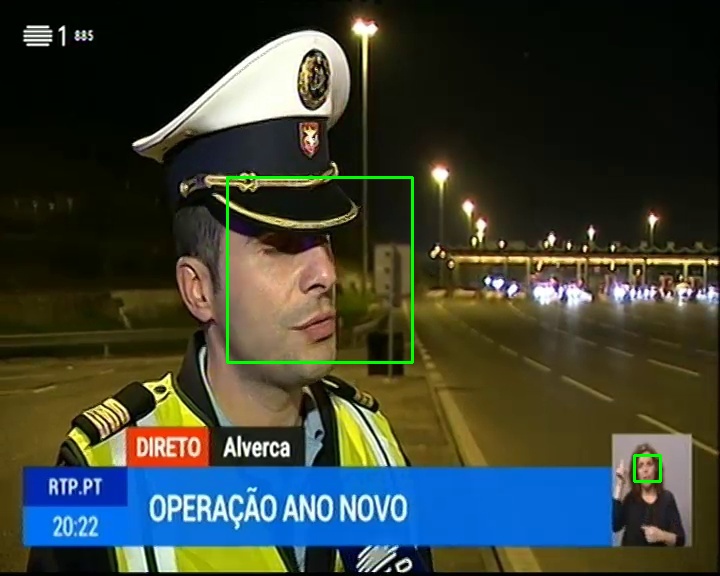 1 885
DIRETO Alverca
RTP.PT
OPERAÇÃO ANO NOVO
20:22